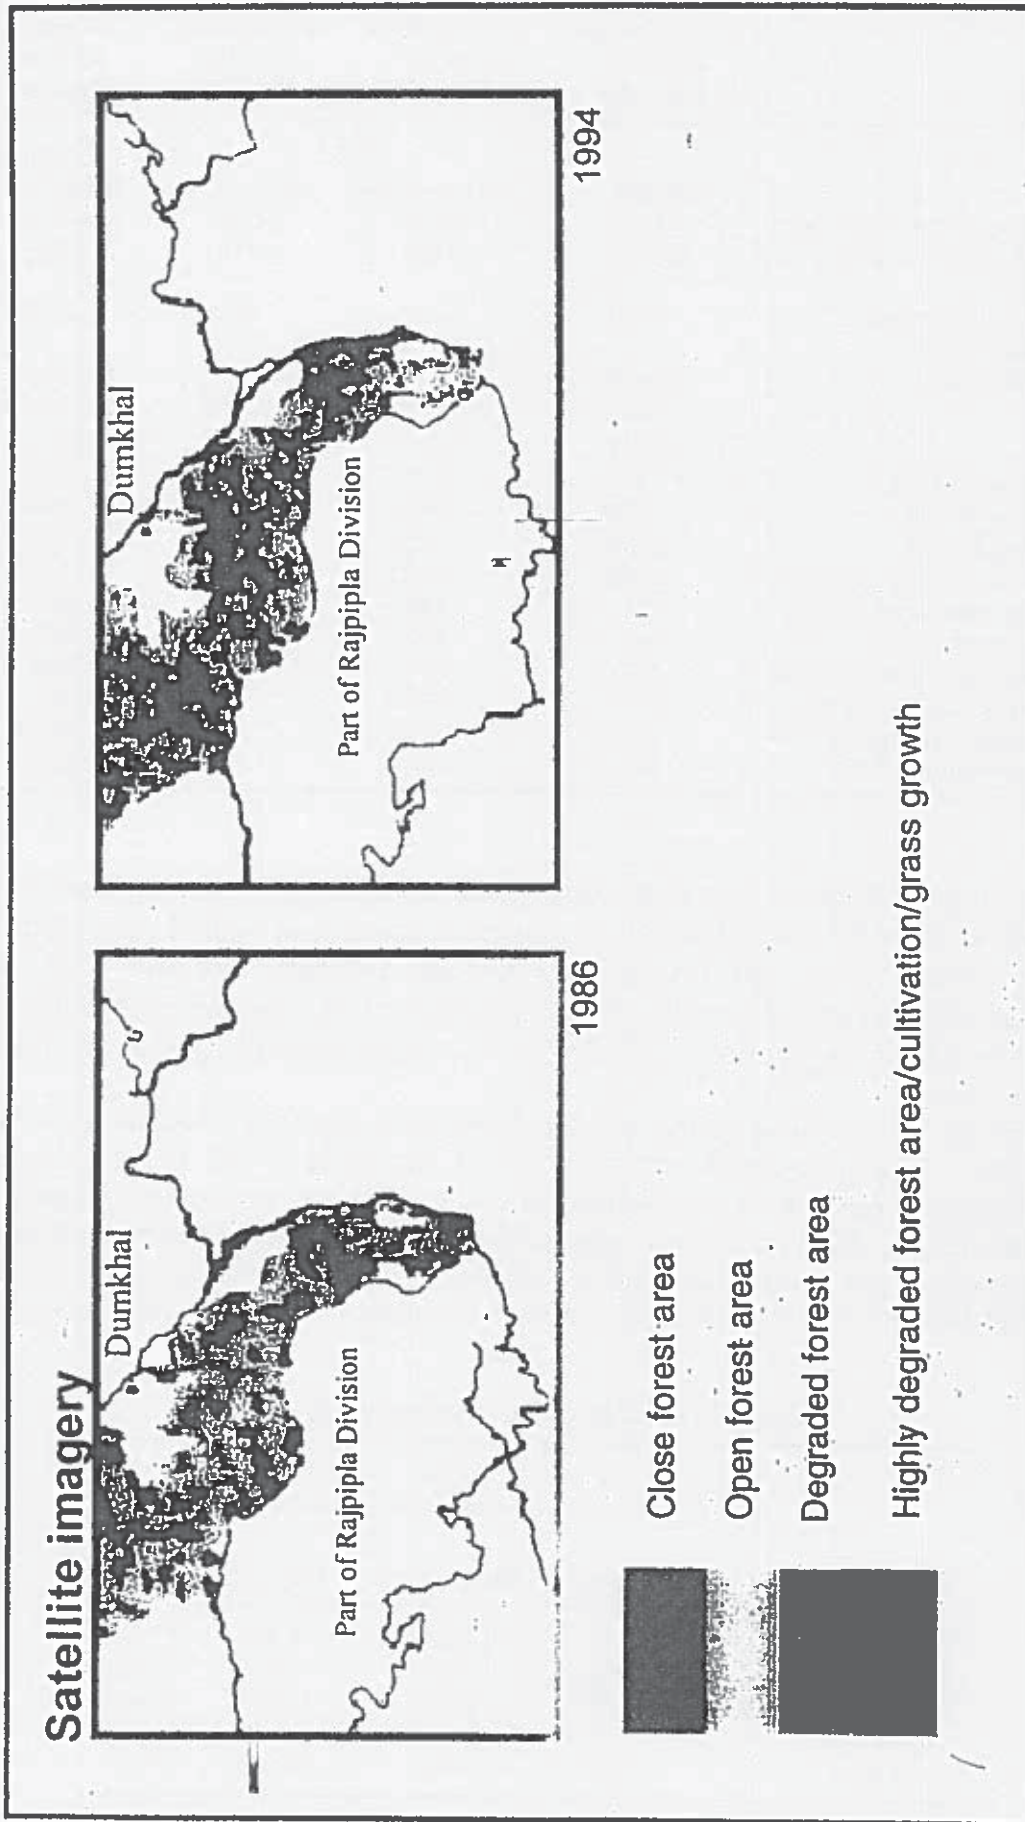 Satellite imagery
Dumkhal
Part of Rajpipla Division
1986
Dumkhal
Part of Rajpipla Division
1994
Close forest area
Open forest area
Degraded forest area
Highly degraded forest area/cultivation/grass growth